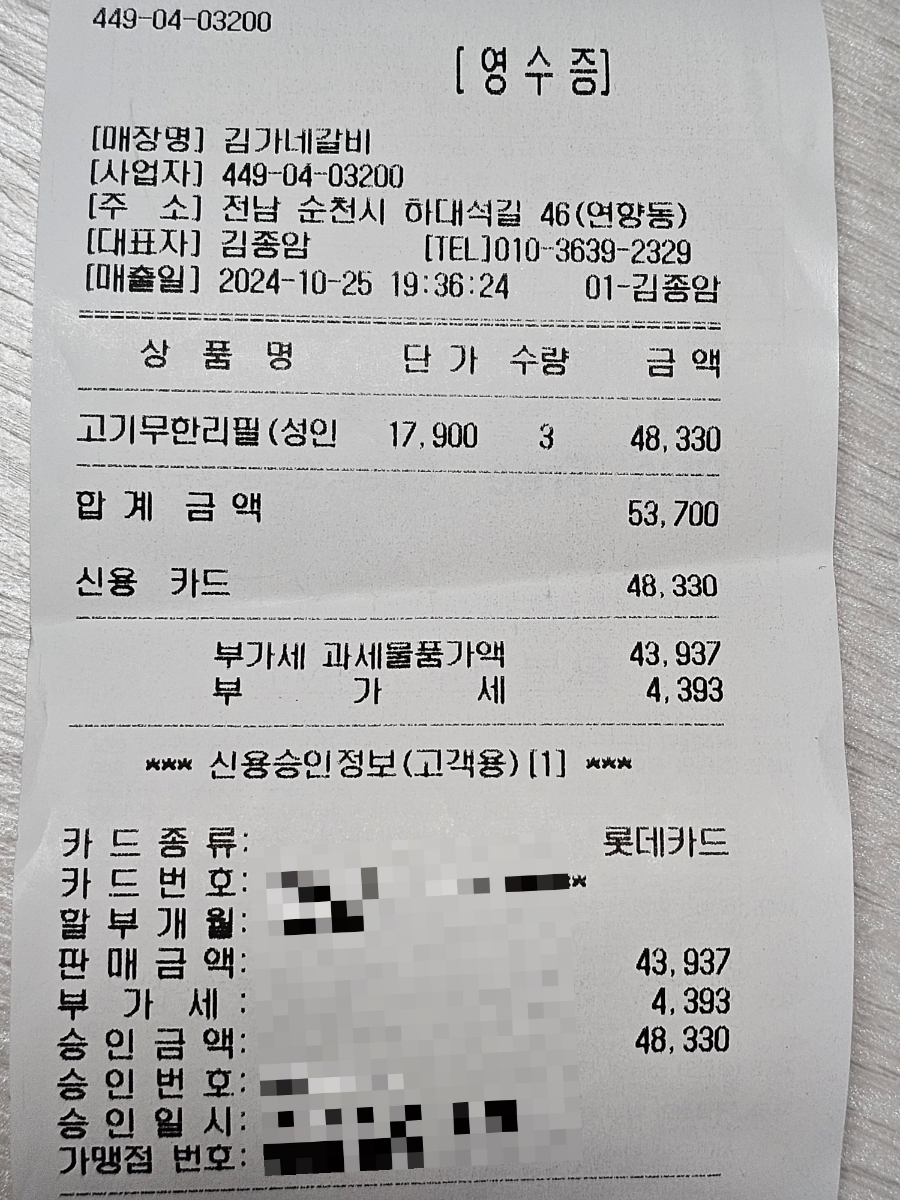 449-04-03200
[영수증]
[매장명] 김가네갈비
[사업자] 449-04-03200
[주 소] 전남 순천시 하대석길 46(연향동)
[대표자] 김종암 [TEL]010-3639-2329
[매출일] 2024-10-25 19:36:24 01-김종암
상 품 명 단 가 수량 금 액
고기무한리필(성인 17,900 3 48,330
합 계 금 액 53,700
신용 카드 48,330
부가세 과세물품가액 43,937
부 가 세 4,393
*** 신용승인정보(고객용)[1] ***
카 드 종 류: 롯데카드
카 드 번 호: *
할 부 개 월:
판 매 금 액: 43,937
부 가 세 : 4,393
승 인 금 액: 48,330
승 인 번 호:
승 인 일 시:
가맹점 번호: